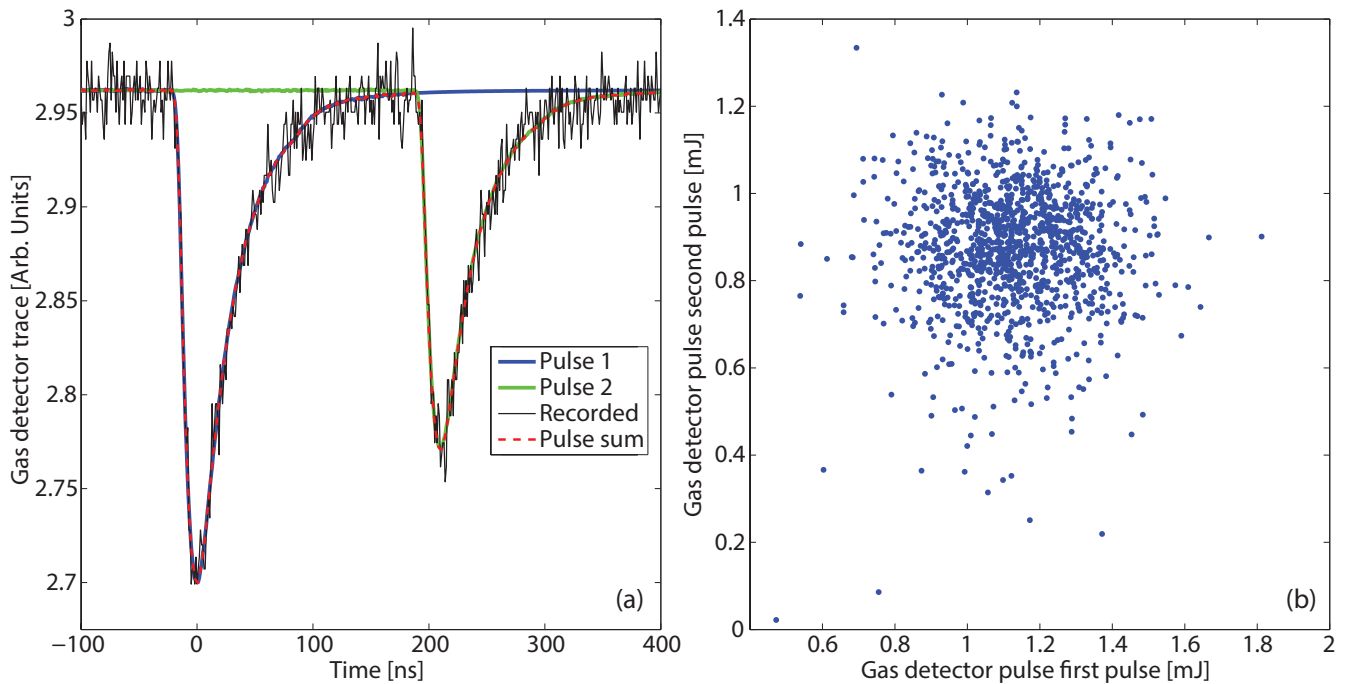 Gas detector trace [Arb. Units]
3
2.95
2.9
2.85
2.8
2.75
2.7
Pulse 1
Pulse 2
Recorded
Pulse sum
(a)
−100
0
100
200
300
400
Time [ns]
Gas detector pulse second pulse [mJ]
1.4
1.2
1
0.8
0.6
0.4
0.2
0
(b)
0.6
0.8
1
1.2
1.4
1.6
1.8
2
Gas detector pulse first pulse [mJ]